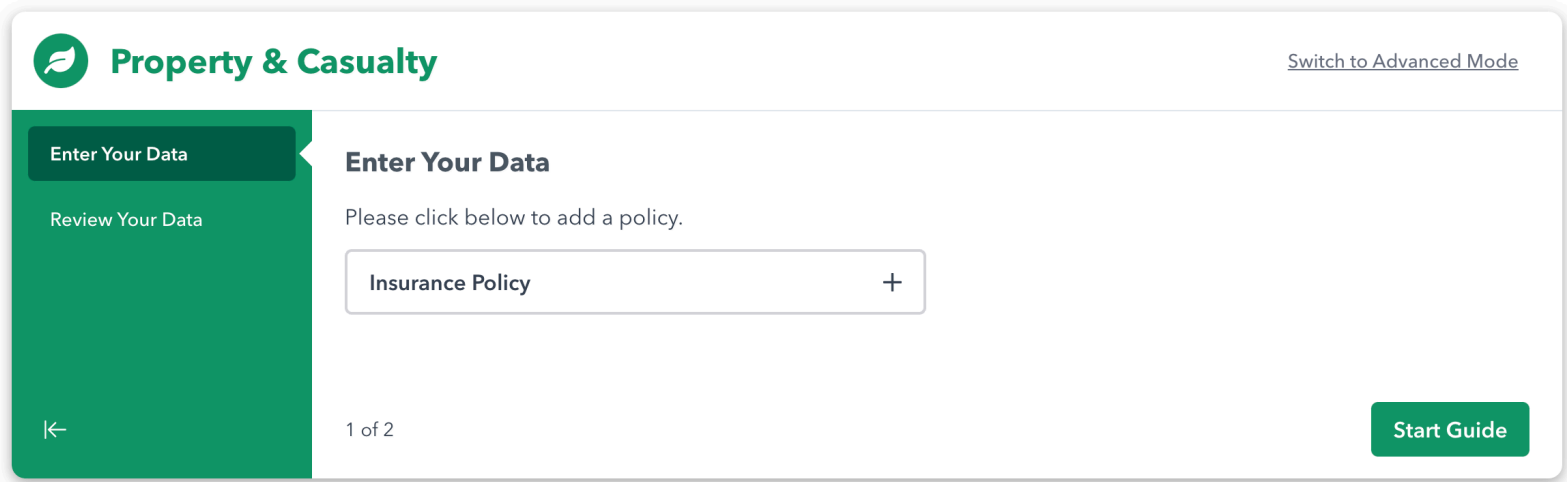 Property & Casualty
Switch to Advanced Mode
Enter Your Data
Review Your Data
Enter Your Data
Please click below to add a policy.
Insurance Policy
1 of 2
Start Guide